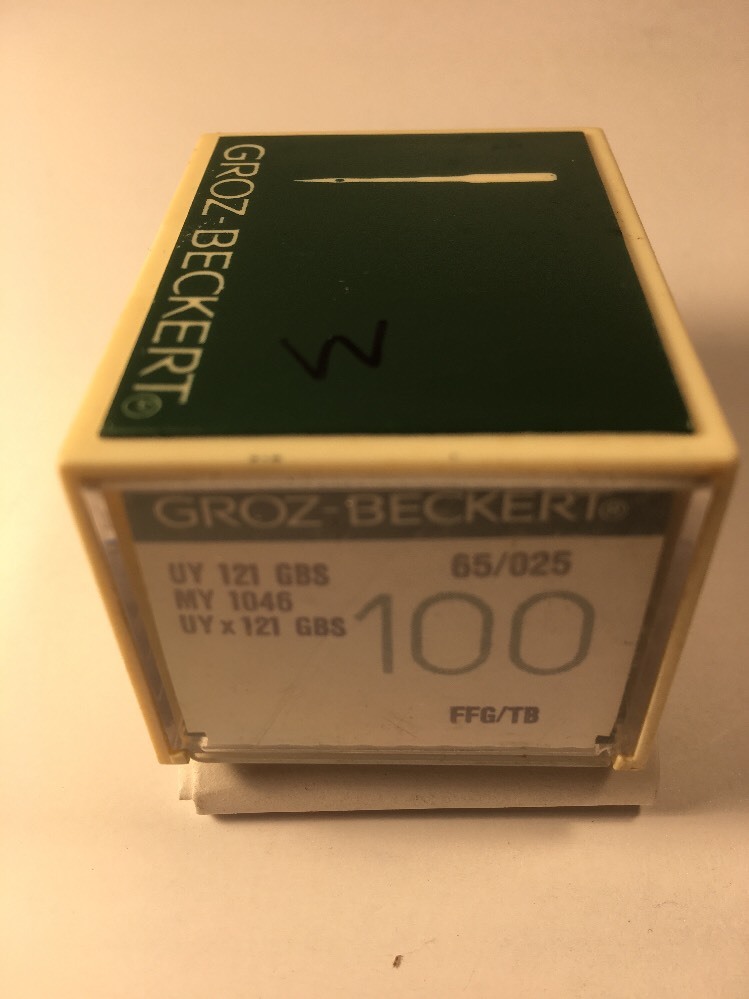 GROZ-BECKERT®
GROZ-BECKERT®
UY 121 GBS
65/025
MY 1046
UY x 121 GBS
100
FFG/TB